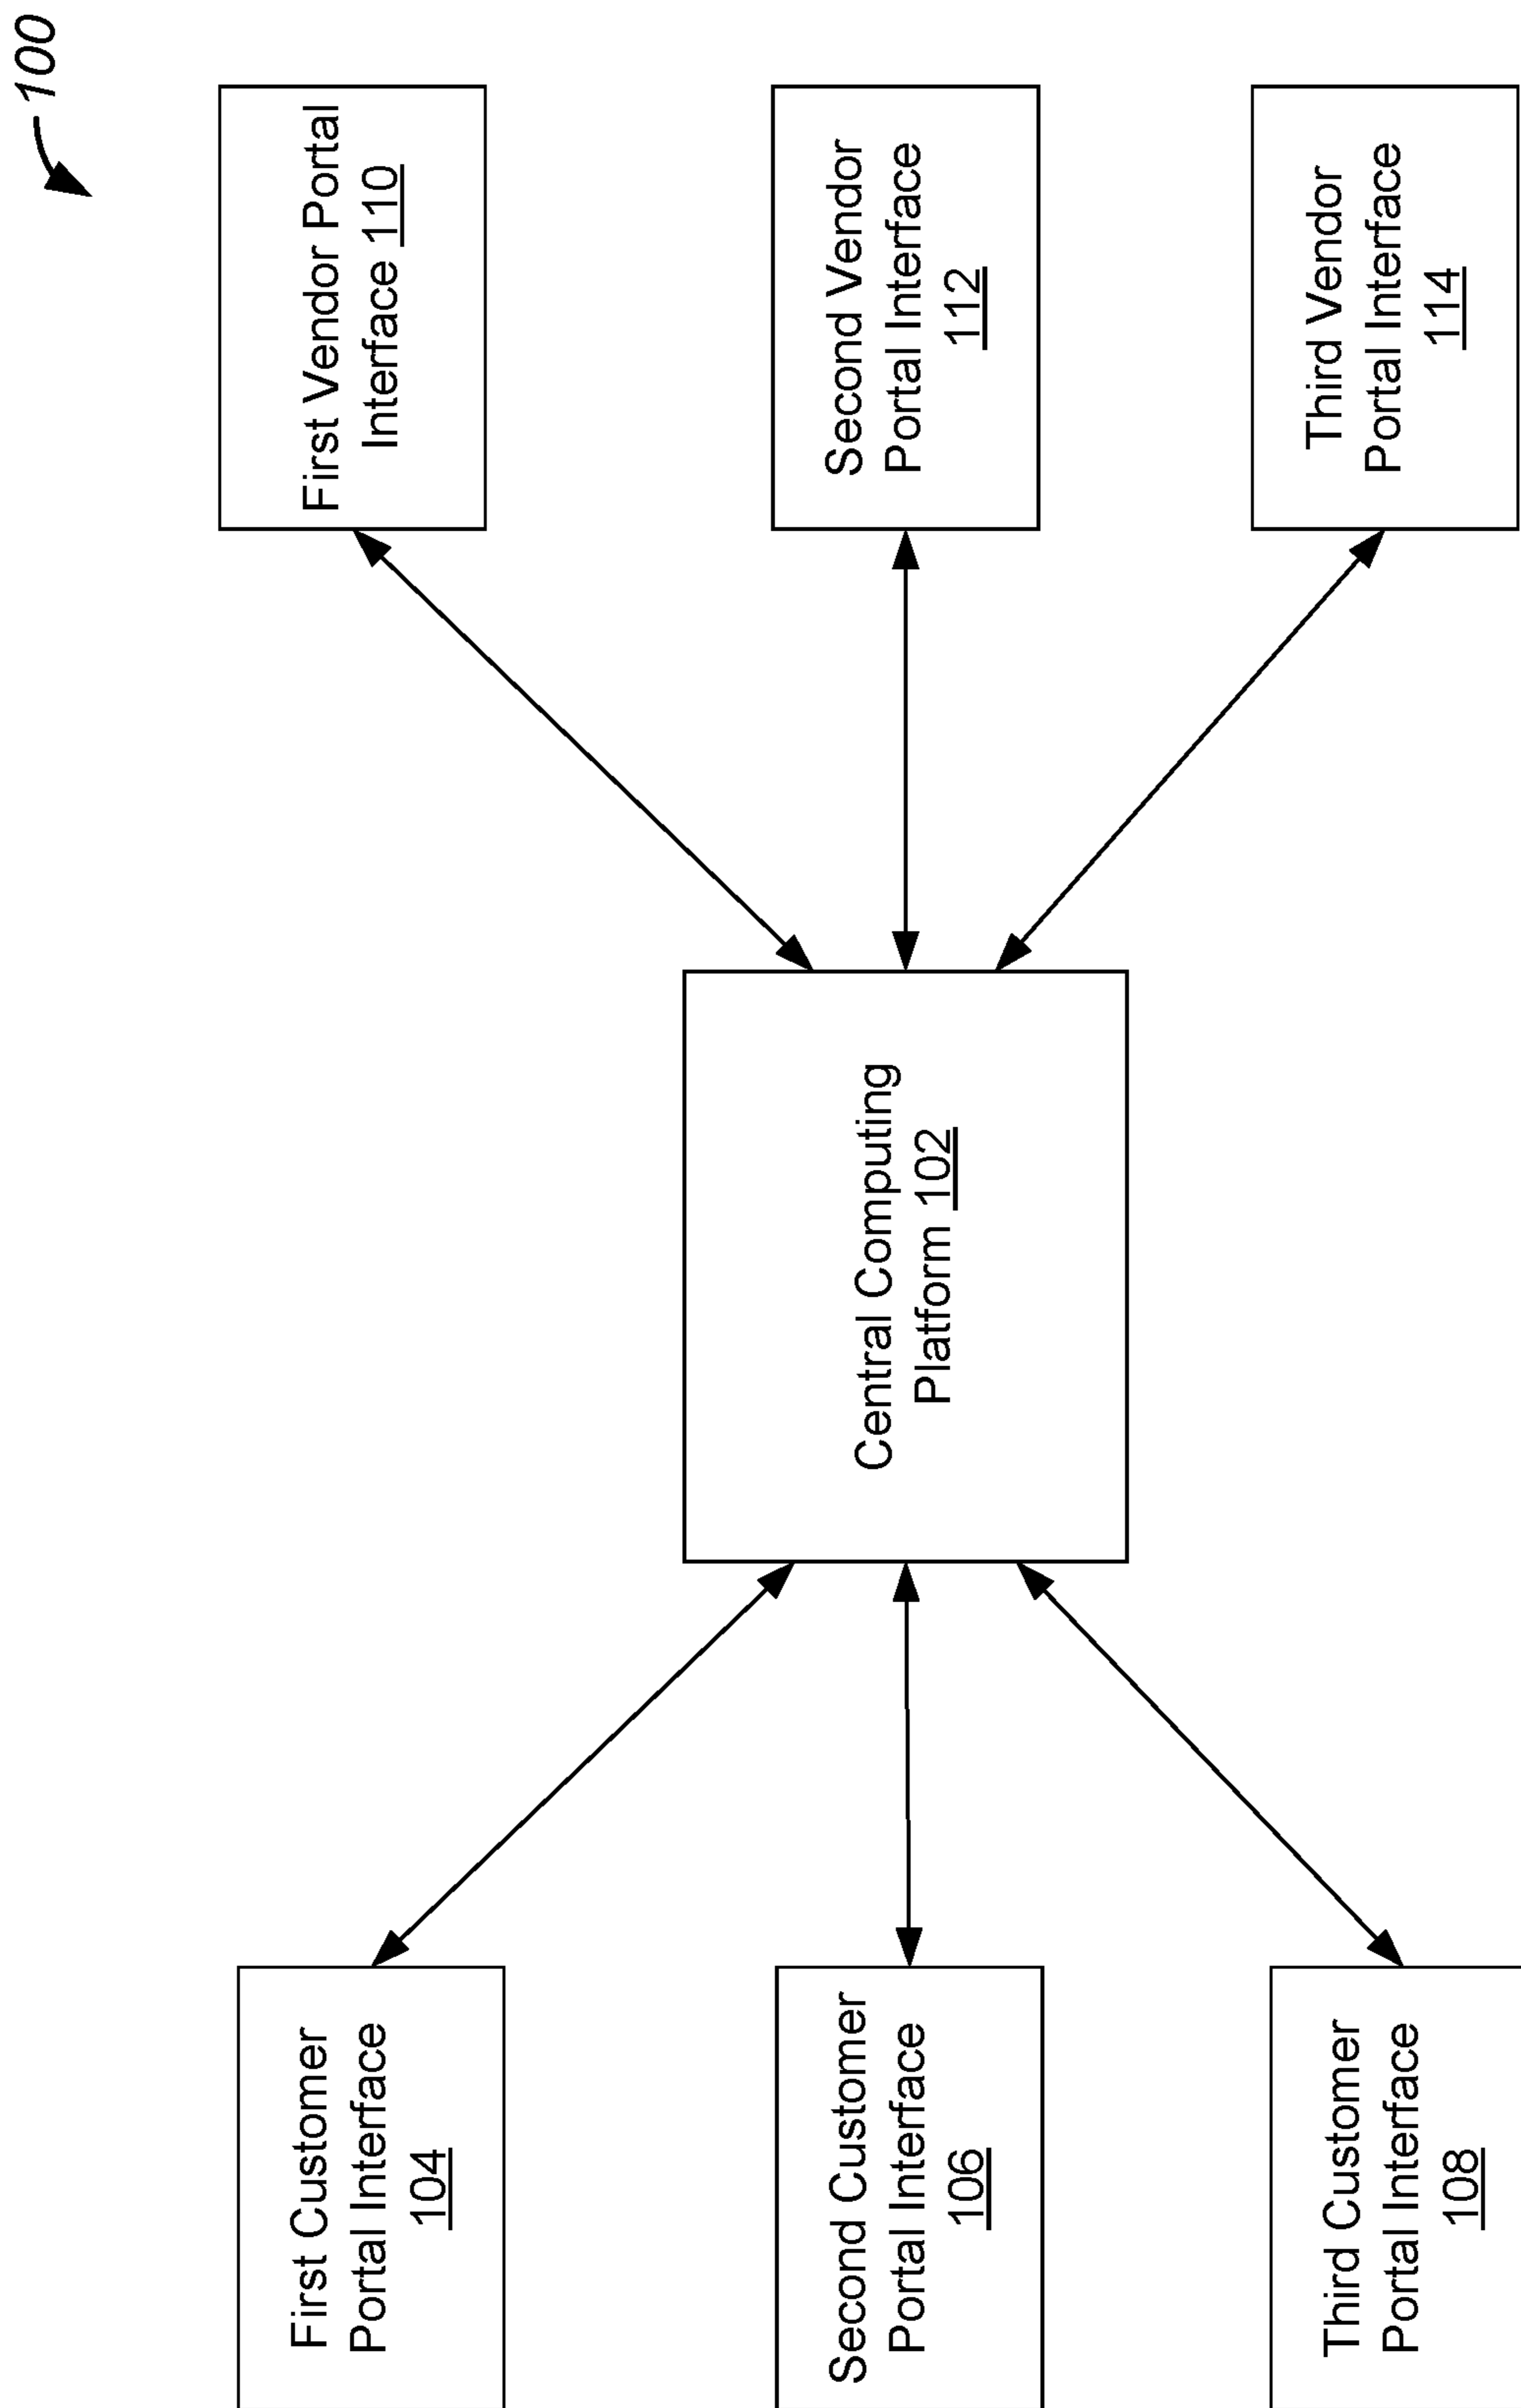 100
First Customer
Portal Interface
104
Second Customer
Portal Interface
106
Third Customer
Portal Interface
108
Central Computing
Platform 102
First Vendor Portal
Interface 110
Second Vendor
Portal Interface
112
Third Vendor
Portal Interface
114